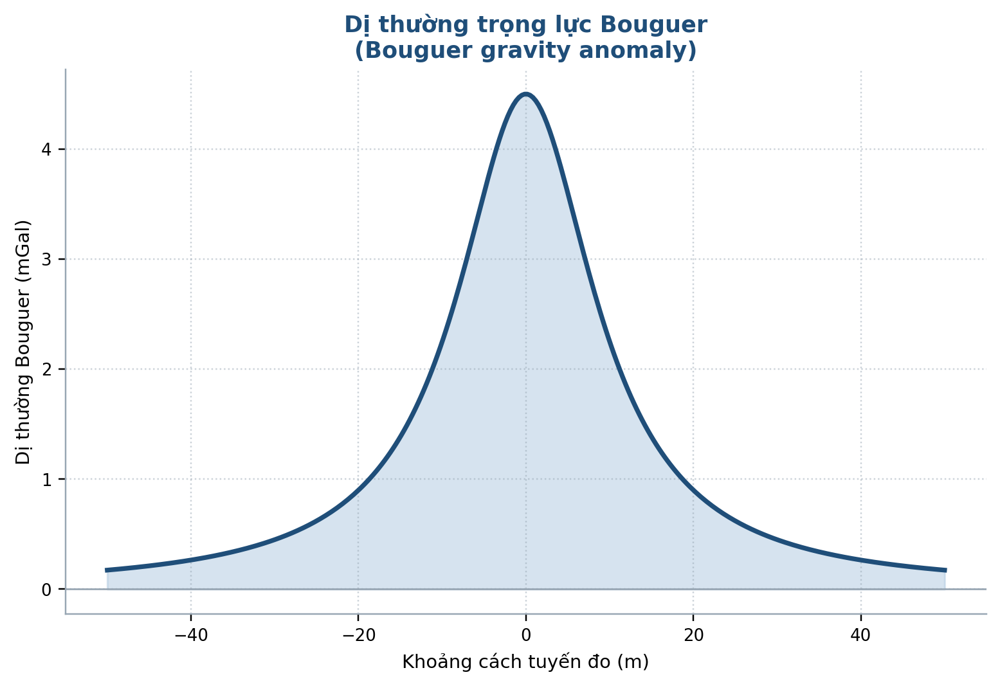 Dị thường trọng lực Bouguer
(Bouguer gravity anomaly)
Dị thường Bouguer (mGal)
4
3
2
1
0
−40
−20
0
20
40
Khoảng cách tuyến đo (m)